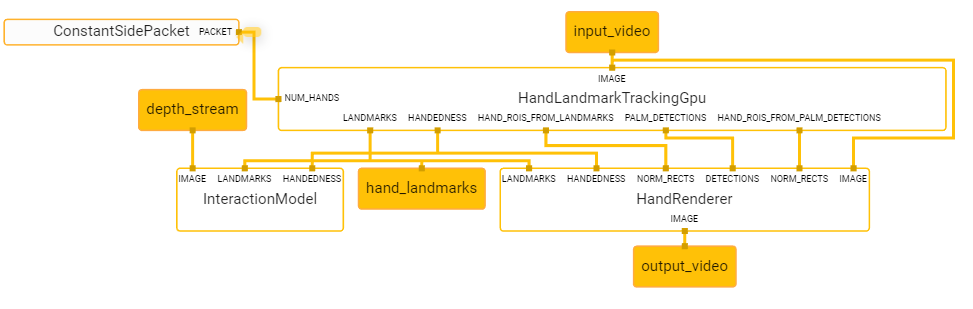 input_video
ConstantSidePacket PACKET
IMAGE
NUM_HANDS HandLandmarkTrackingGpu
LANDMARKS HANDEDNESS HAND_ROIS_FROM_LANDMARKS PALM_DETECTIONS HAND_ROIS_FROM_PALM_DETECTIONS
depth_stream
IMAGE LANDMARKS HANDEDNESS
InteractionModel
hand_landmarks
LANDMARKS HANDEDNESS NORM_RECTS DETECTIONS NORM_RECTS IMAGE
HandRenderer
IMAGE
output_video